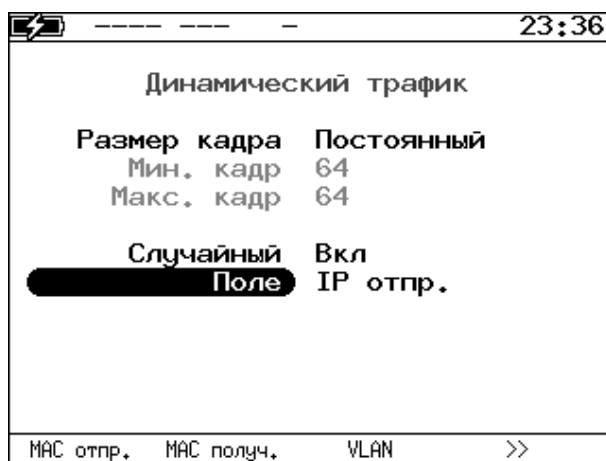 ---- --- - 23:36
Динамический трафик
Размер кадра Постоянный
Мин. кадр 64
Макс. кадр 64
Случайный Вкл
Поле IP отпр.
MAC отпр. MAC получ. VLAN >>